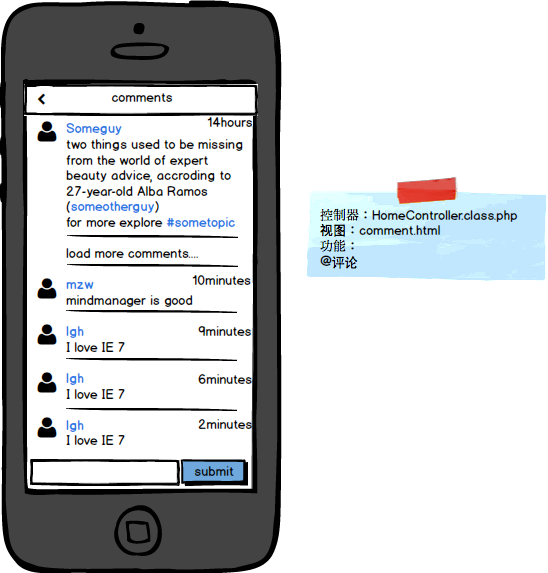 comments
Someguy 14hours
two things used to be missing
from the world of expert
beauty advice, accroding to
27-year-old Alba Ramos
(someotherguy)
for more explore #sometopic
load more comments....
mzw 10minutes
mindmanager is good
lgh 9minutes
I love IE 7
lgh 6minutes
I love IE 7
lgh 2minutes
I love IE 7
submit
控制器：HomeController.class.php
视图：comment.html
功能：
@评论